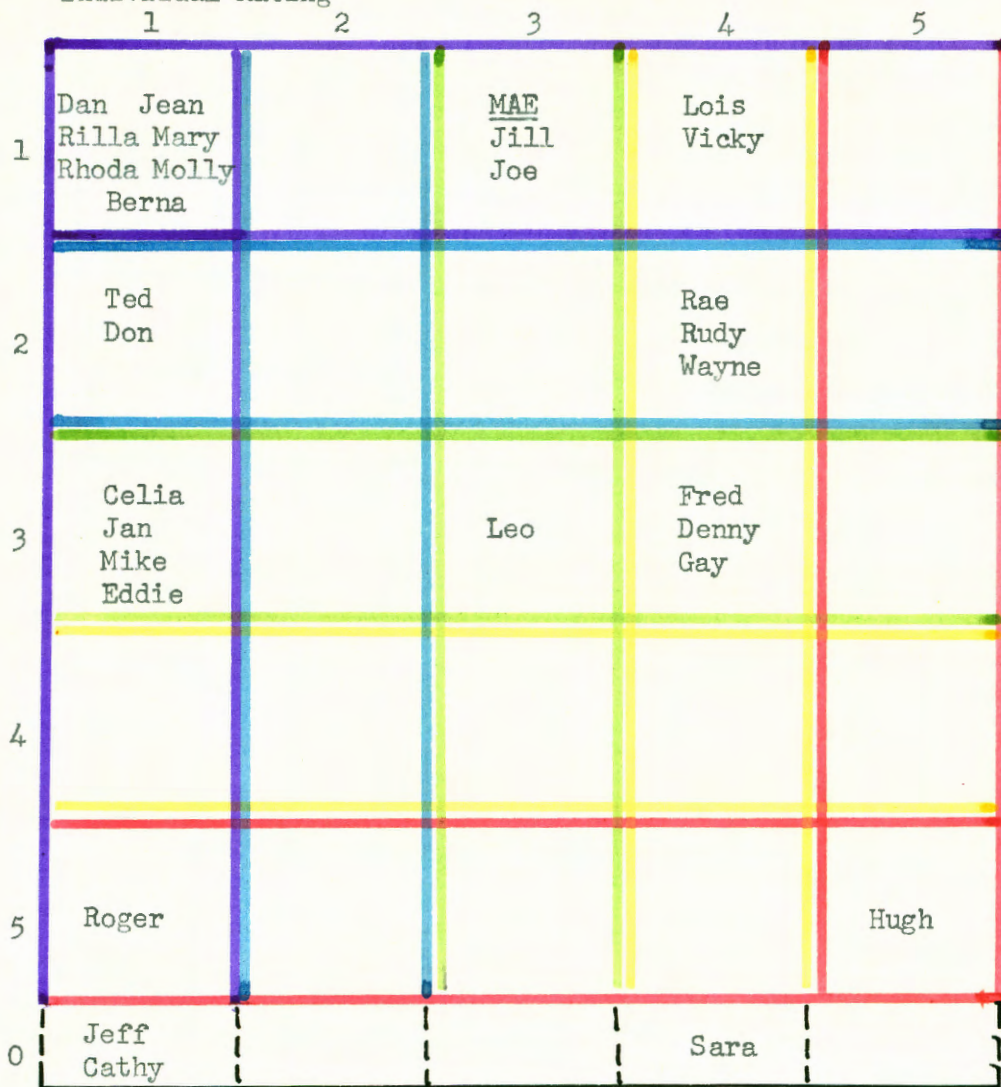 Individual Rating
1 2 3 4 5
1
Dan Jean
Rilla Mary
Rhoda Molly
Berna
MAE
Jill
Joe
Lois
Vicky
2
Ted
Don
Rae
Rudy
Wayne
3
Celia
Jan
Mike
Eddie
Leo
Fred
Denny
Gay
4
5
Roger
Hugh
0
Jeff
Cathy
Sara